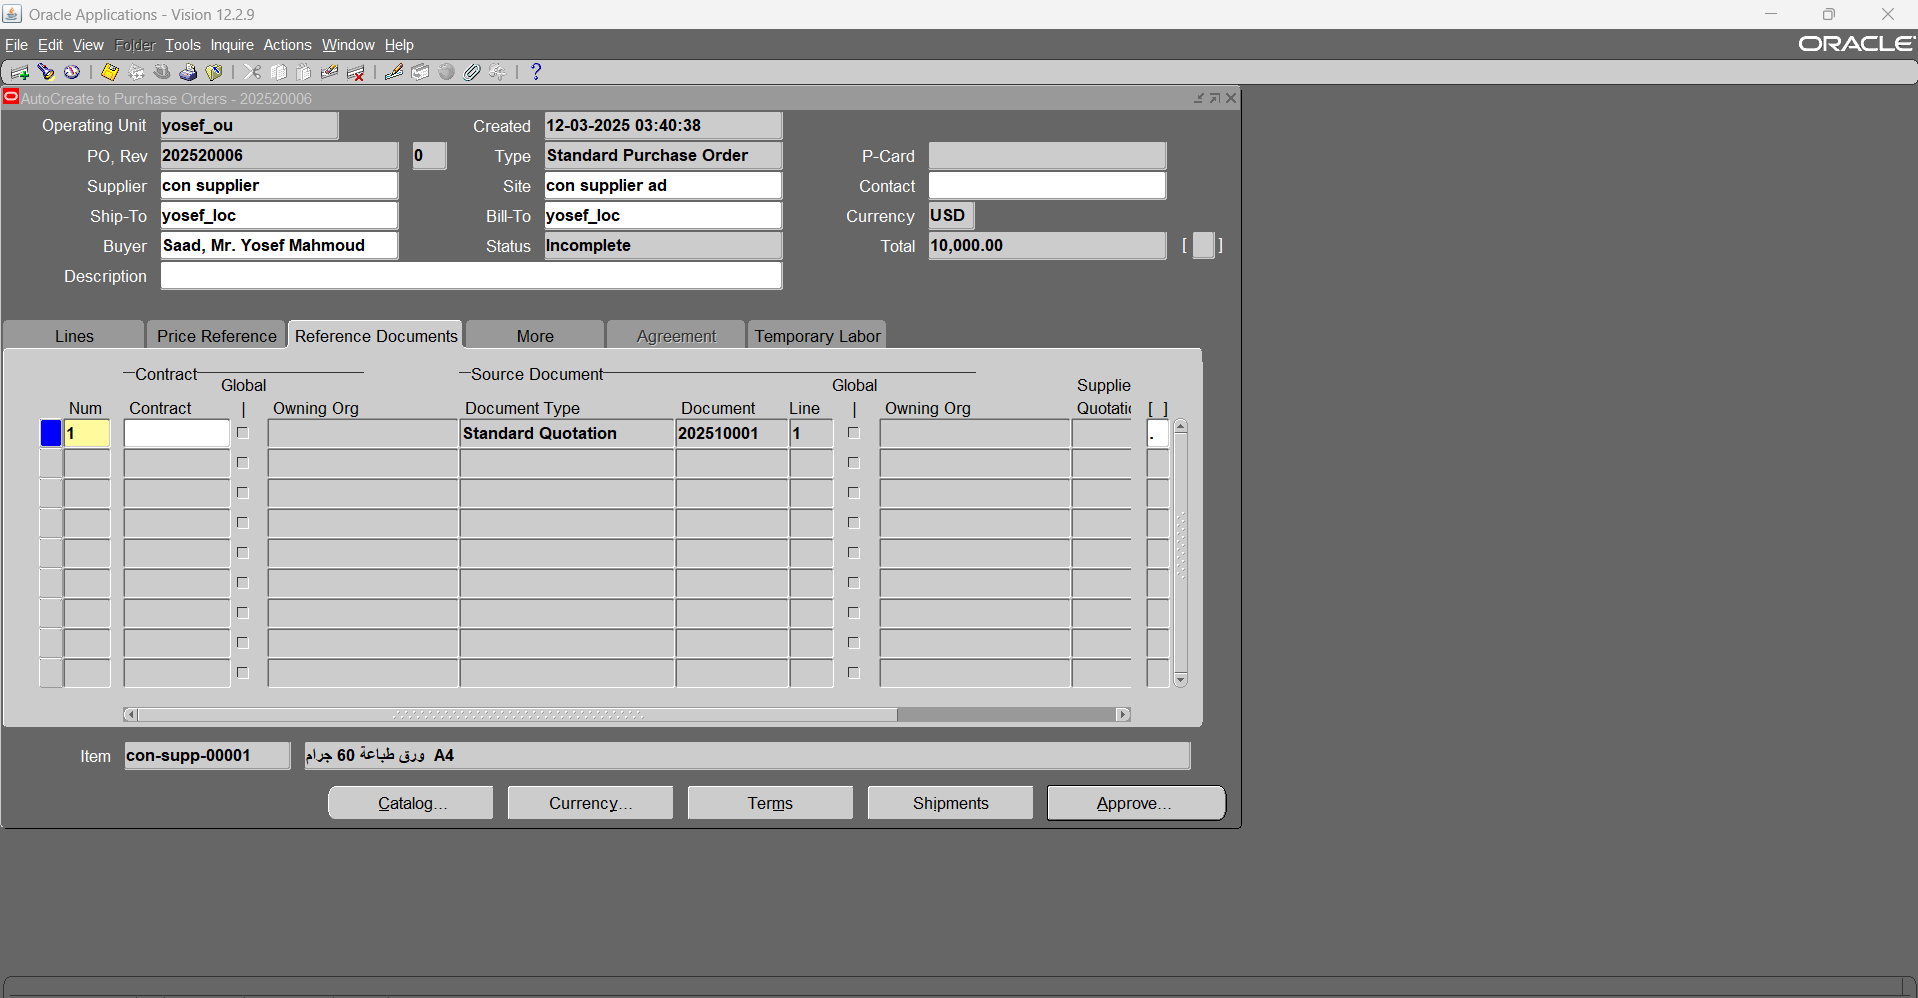 Oracle Applications - Vision 12.2.9
File Edit View Folder Tools Inquire Actions Window Help
ORACLE
AutoCreate to Purchase Orders - 202520006
Operating Unit yosef_ou Created 12-03-2025 03:40:38
PO, Rev 202520006 0 Type Standard Purchase Order P-Card
Supplier con supplier Site con supplier ad Contact
Ship-To yosef_loc Bill-To yosef_loc Currency USD
Buyer Saad, Mr. Yosef Mahmoud Status Incomplete Total 10,000.00 [ ]
Description
Lines Price Reference Reference Documents More Agreement Temporary Labor
Contract Source Document
Global Global Supplie
Num Contract | Owning Org Document Type Document Line | Owning Org Quotatic [ ]
1 Standard Quotation 202510001 1 .
Item con-supp-00001 ورق طباعة 60 جرام A4
Catalog... Currency... Terms Shipments Approve...